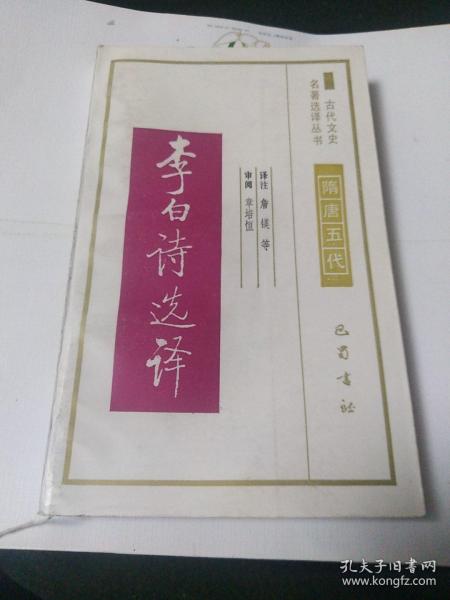 古代文史
名著选译丛书
隋唐五代
巴蜀书社
译注 詹锳 等
审阅 章培恒
李白诗选译
孔夫子旧书网
www.kongfz.com